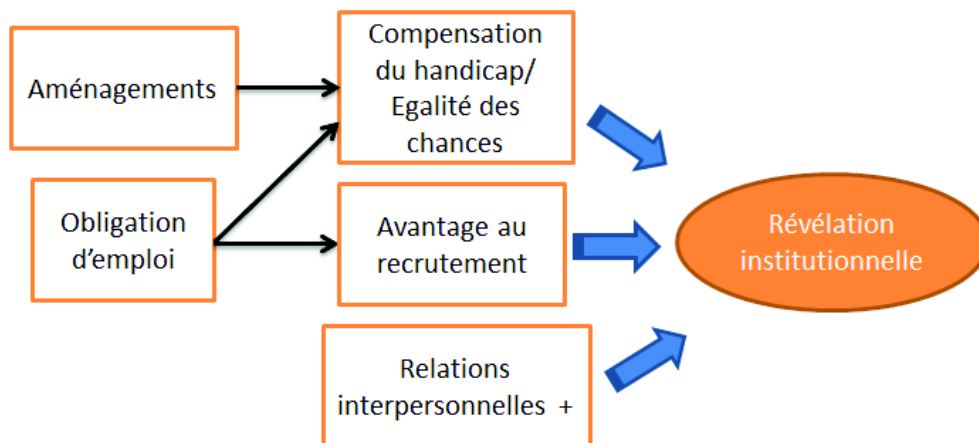 Aménagements
Compensation
du handicap/
Egalité des
chances
Obligation
d’emploi
Avantage au
recrutement
Révélation
institutionnelle
Relations
interpersonnelles +